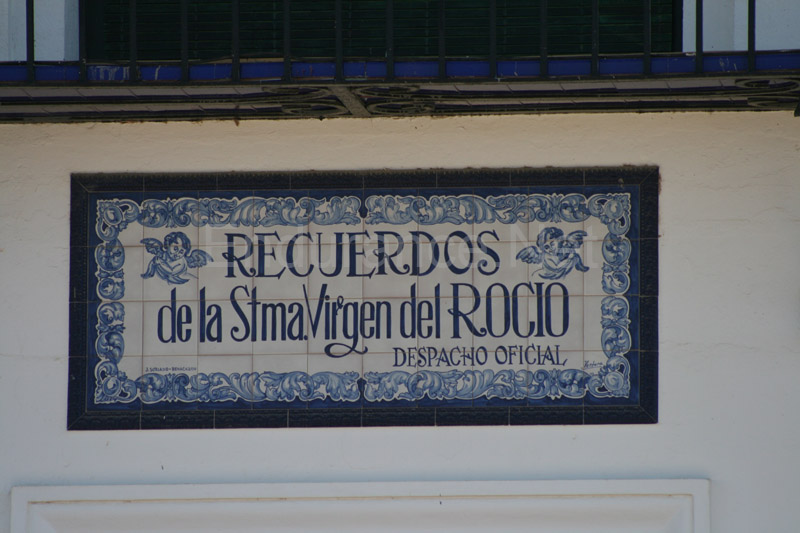 RECUERDOS
de la Stma. Virgen del ROCIO
DESPACHO OFICIAL